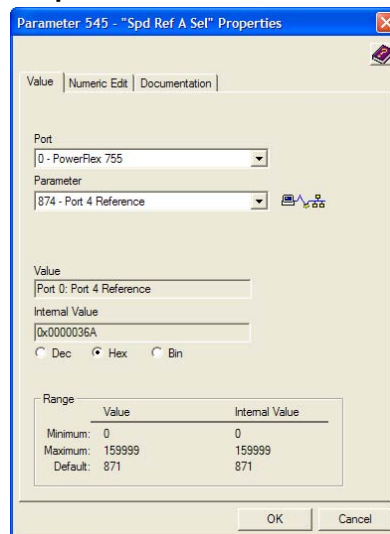 Parameter 545 - "Spd Ref A Sel" Properties
Value Numeric Edit Documentation
Port
0 - PowerFlex 755
Parameter
874 - Port 4 Reference
Value
Port 0: Port 4 Reference
Internal Value
0x0000036A
Dec Hex Bin
Range
Value Internal Value
Minimum: 0 0
Maximum: 159999 159999
Default: 871 871
OK Cancel